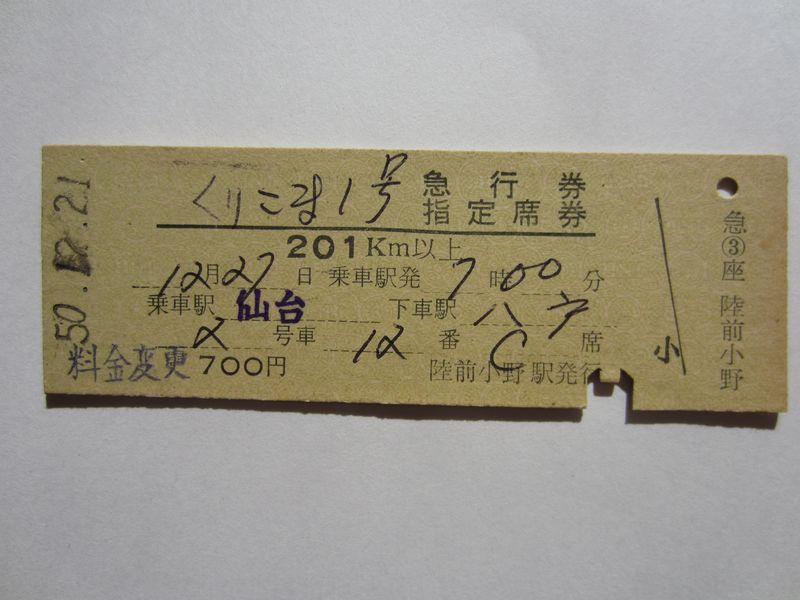 50.12.21
くりこま1号 急行券
指定席券
201Km以上
12月27日 乗車駅発 7時00分
乗車駅 仙台 下車駅 八戸
2号車 12番 C席
料金変更 700円 陸前小野駅発行
小
急③座 陸前小野